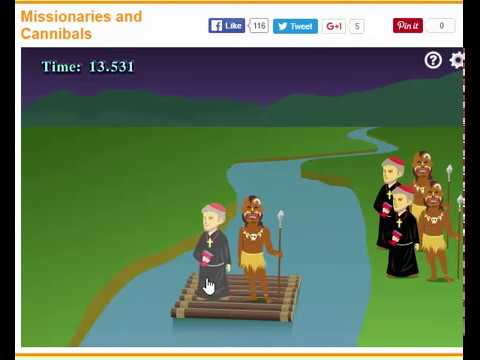 Missionaries and
Cannibals
Like 116
Tweet
G+1 5
Pin it 0
Time: 13.531
?